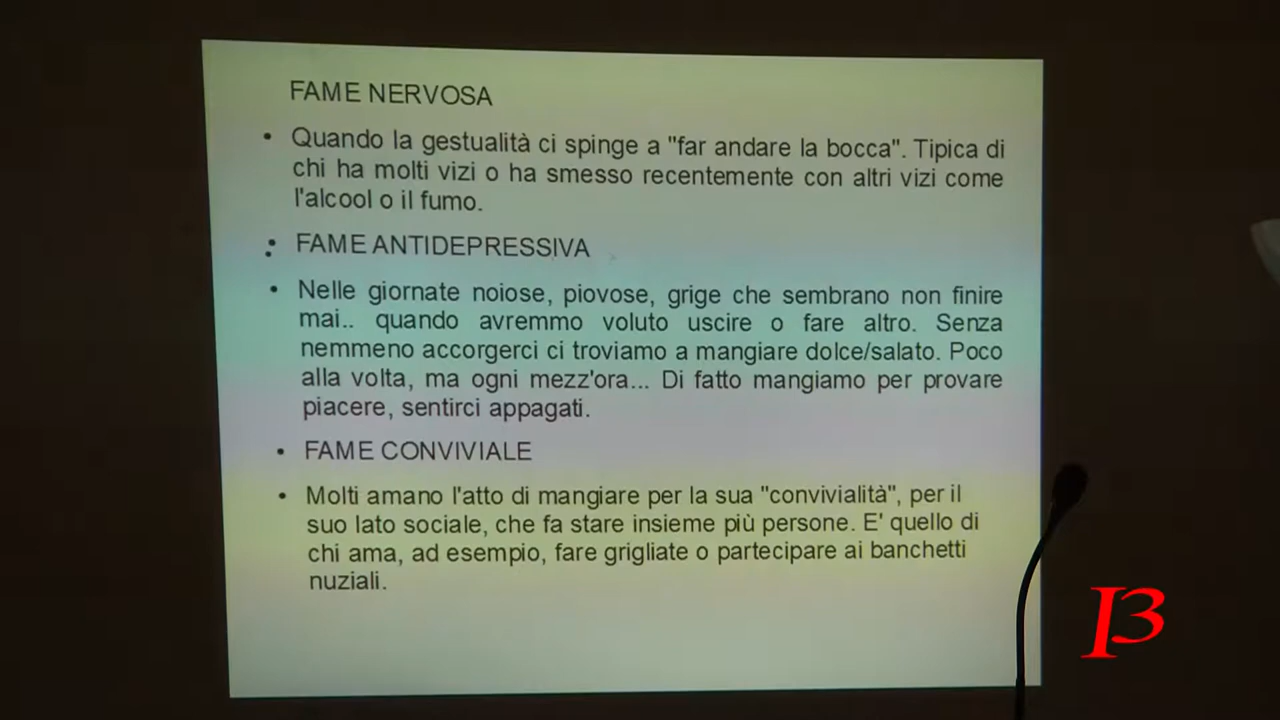 FAME NERVOSA
• Quando la gestualità ci spinge a "far andare la bocca". Tipica di
chi ha molti vizi o ha smesso recentemente con altri vizi come
l'alcool o il fumo.
• FAME ANTIDEPRESSIVA
•
• Nelle giornate noiose, piovose, grige che sembrano non finire
mai.. quando avremmo voluto uscire o fare altro. Senza
nemmeno accorgerci ci troviamo a mangiare dolce/salato. Poco
alla volta, ma ogni mezz'ora... Di fatto mangiamo per provare
piacere, sentirci appagati.
• FAME CONVIVIALE
• Molti amano l'atto di mangiare per la sua "convivialità", per il
suo lato sociale, che fa stare insieme più persone. E' quello di
chi ama, ad esempio, fare grigliate o partecipare ai banchetti
nuziali.
I3